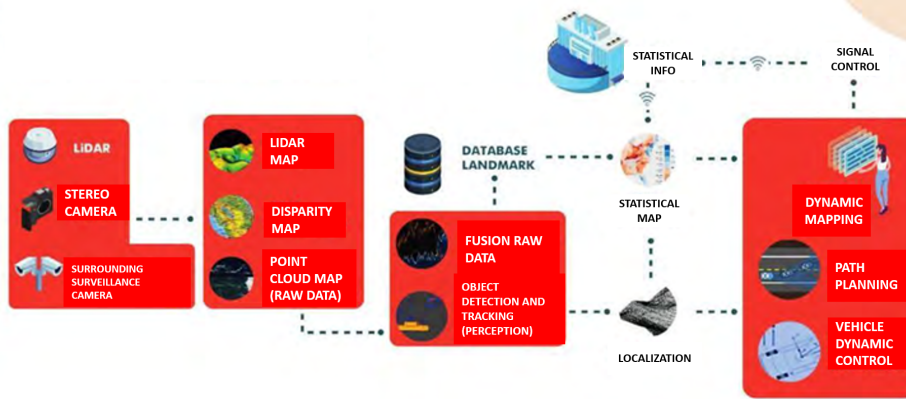 LiDAR
STEREO
CAMERA
SURROUNDING
SURVEILLANCE
CAMERA
LIDAR
MAP
DISPARITY
MAP
POINT
CLOUD MAP
(RAW DATA)
DATABASE
LANDMARK
FUSION RAW
DATA
OBJECT
DETECTION AND
TRACKING
(PERCEPTION)
STATISTICAL
INFO
STATISTICAL
MAP
LOCALIZATION
SIGNAL
CONTROL
DYNAMIC
MAPPING
PATH
PLANNING
VEHICLE
DYNAMIC
CONTROL